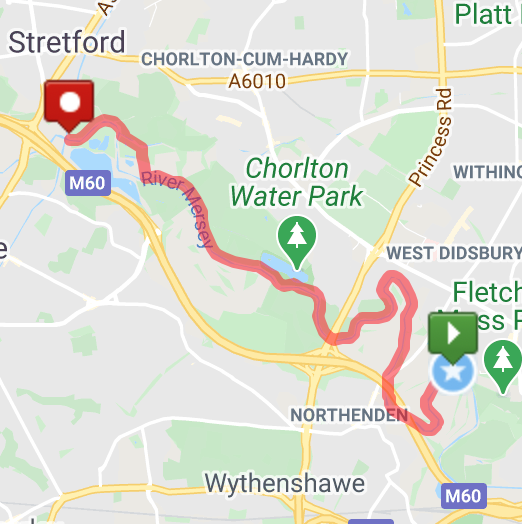 Platt
Stretford
CHORLTON-CUM-HARDY
A6010
Princess Rd
Chorlton
Water Park
WITHING
M60
River Mersey
WEST DIDSBURY
Fletch
Moss P
NORTHENDEN
Wythenshawe
M60
M60